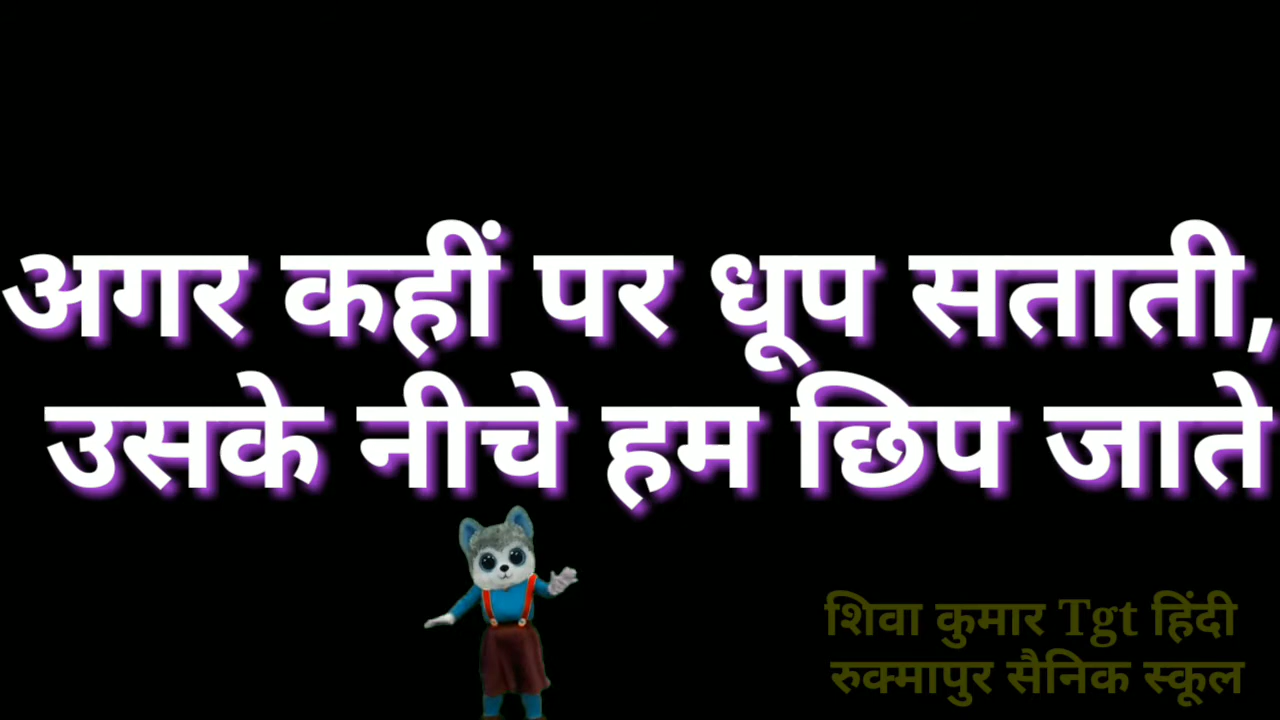 अगर कहीं पर धूप सताती,
उसके नीचे हम छिप जाते
शिवा कुमार Tgt हिंदी
रुक्मापुर सैनिक स्कूल